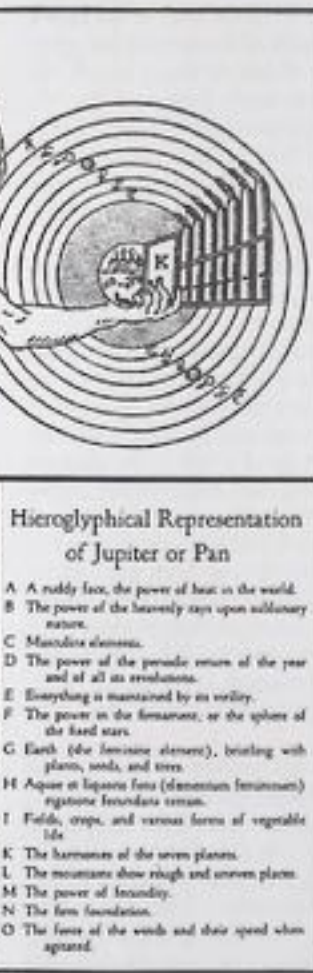 K
Hieroglyphical Representation
of Jupiter or Pan
A A ruddy face, the power of heat in the world.
B The power of the heavenly rays upon sublunary
nature.
C Masculine elements.
D The power of the periodic return of the year
and of all its revolutions.
E Everything is maintained by its virility.
F The power in the firmament, or the sphere of
the fixed stars.
G Earth (the feminine element), bristling with
plants, seeds, and trees.
H Aquae et liquoris fons (elementum femininum)
rigatione fecundans terram.
I Fields, crops, and various forms of vegetable
life.
K The harmonies of the seven planets.
L The mountains show rough and uneven places.
M The power of fecundity.
N The firm foundation.
O The force of the winds and their speed when
agitated.